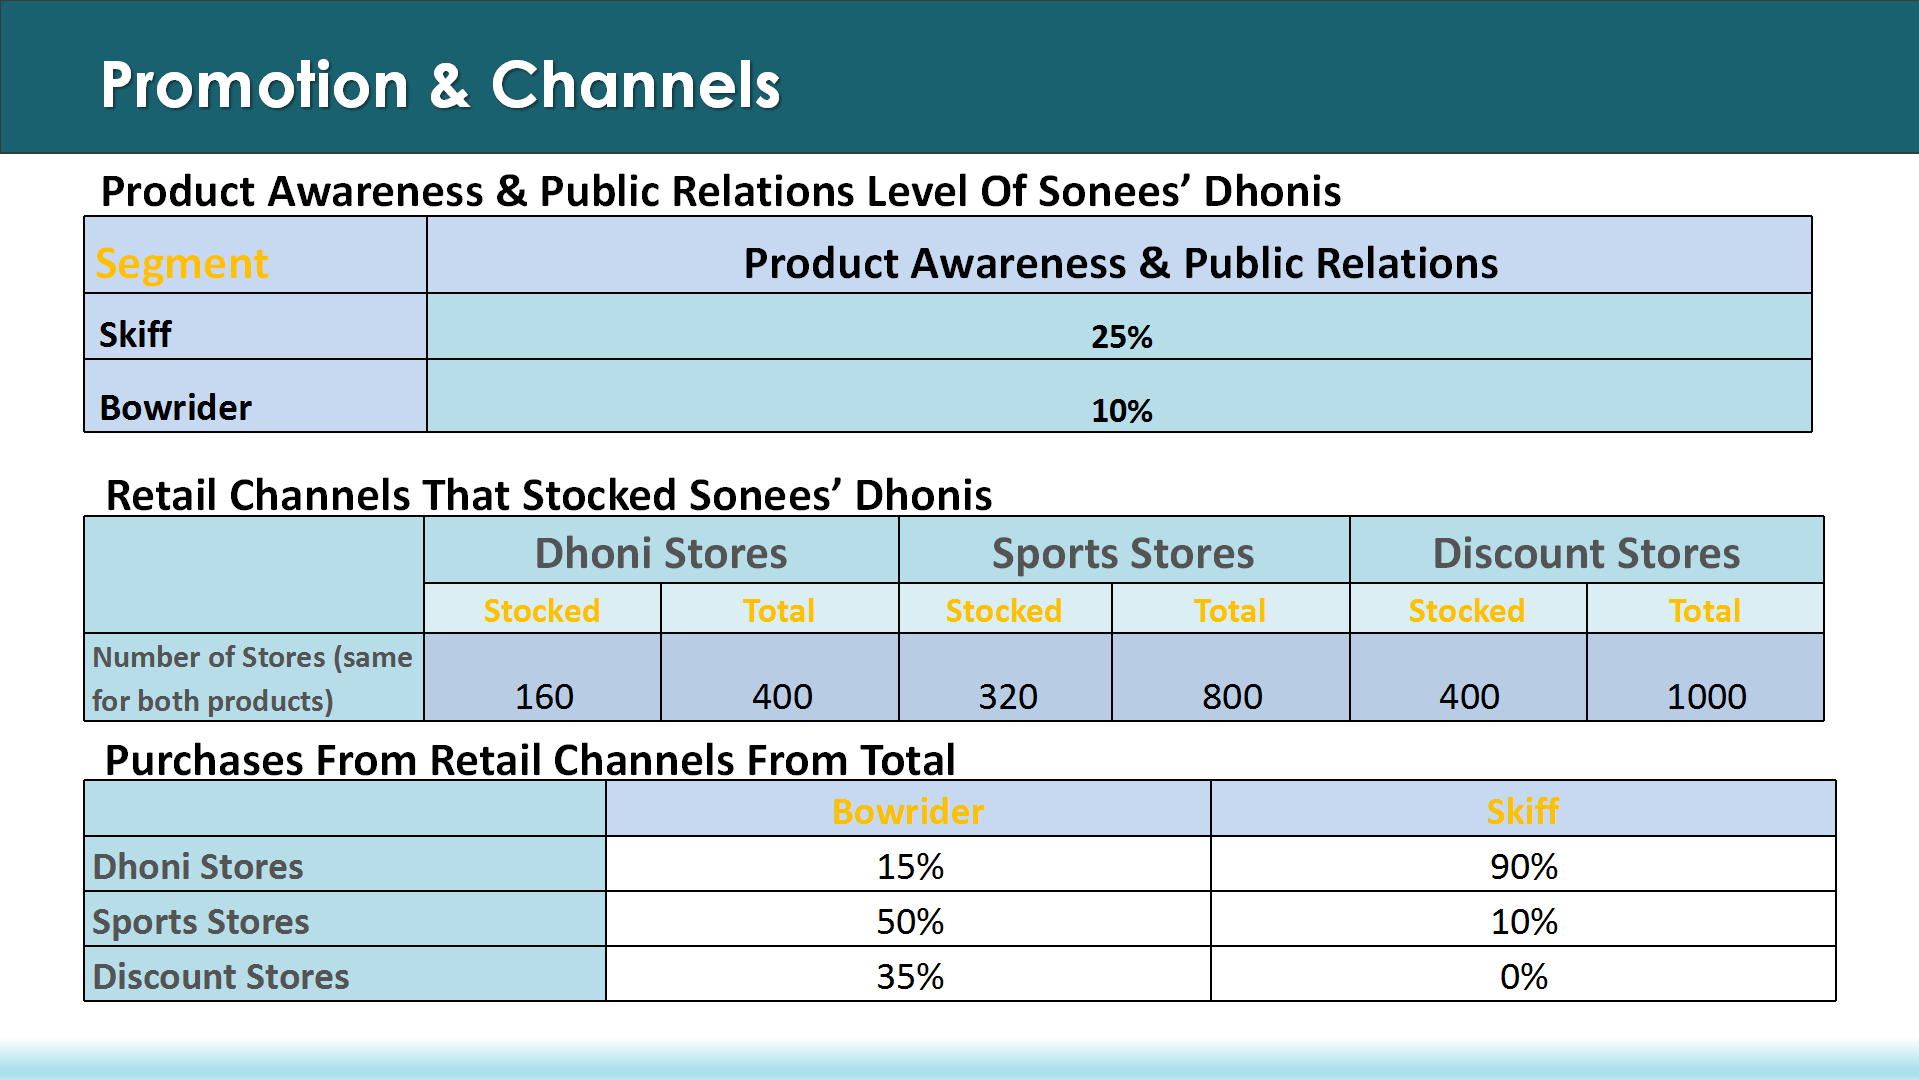 Promotion & Channels
Product Awareness & Public Relations Level Of Sonees’ Dhonis
Segment Product Awareness & Public Relations
Skiff 25%
Bowrider 10%
Retail Channels That Stocked Sonees’ Dhonis
Dhoni Stores Sports Stores Discount Stores
Stocked Total Stocked Total Stocked Total
Number of Stores (same
for both products) 160 400 320 800 400 1000
Purchases From Retail Channels From Total
Bowrider Skiff
Dhoni Stores 15% 90%
Sports Stores 50% 10%
Discount Stores 35% 0%